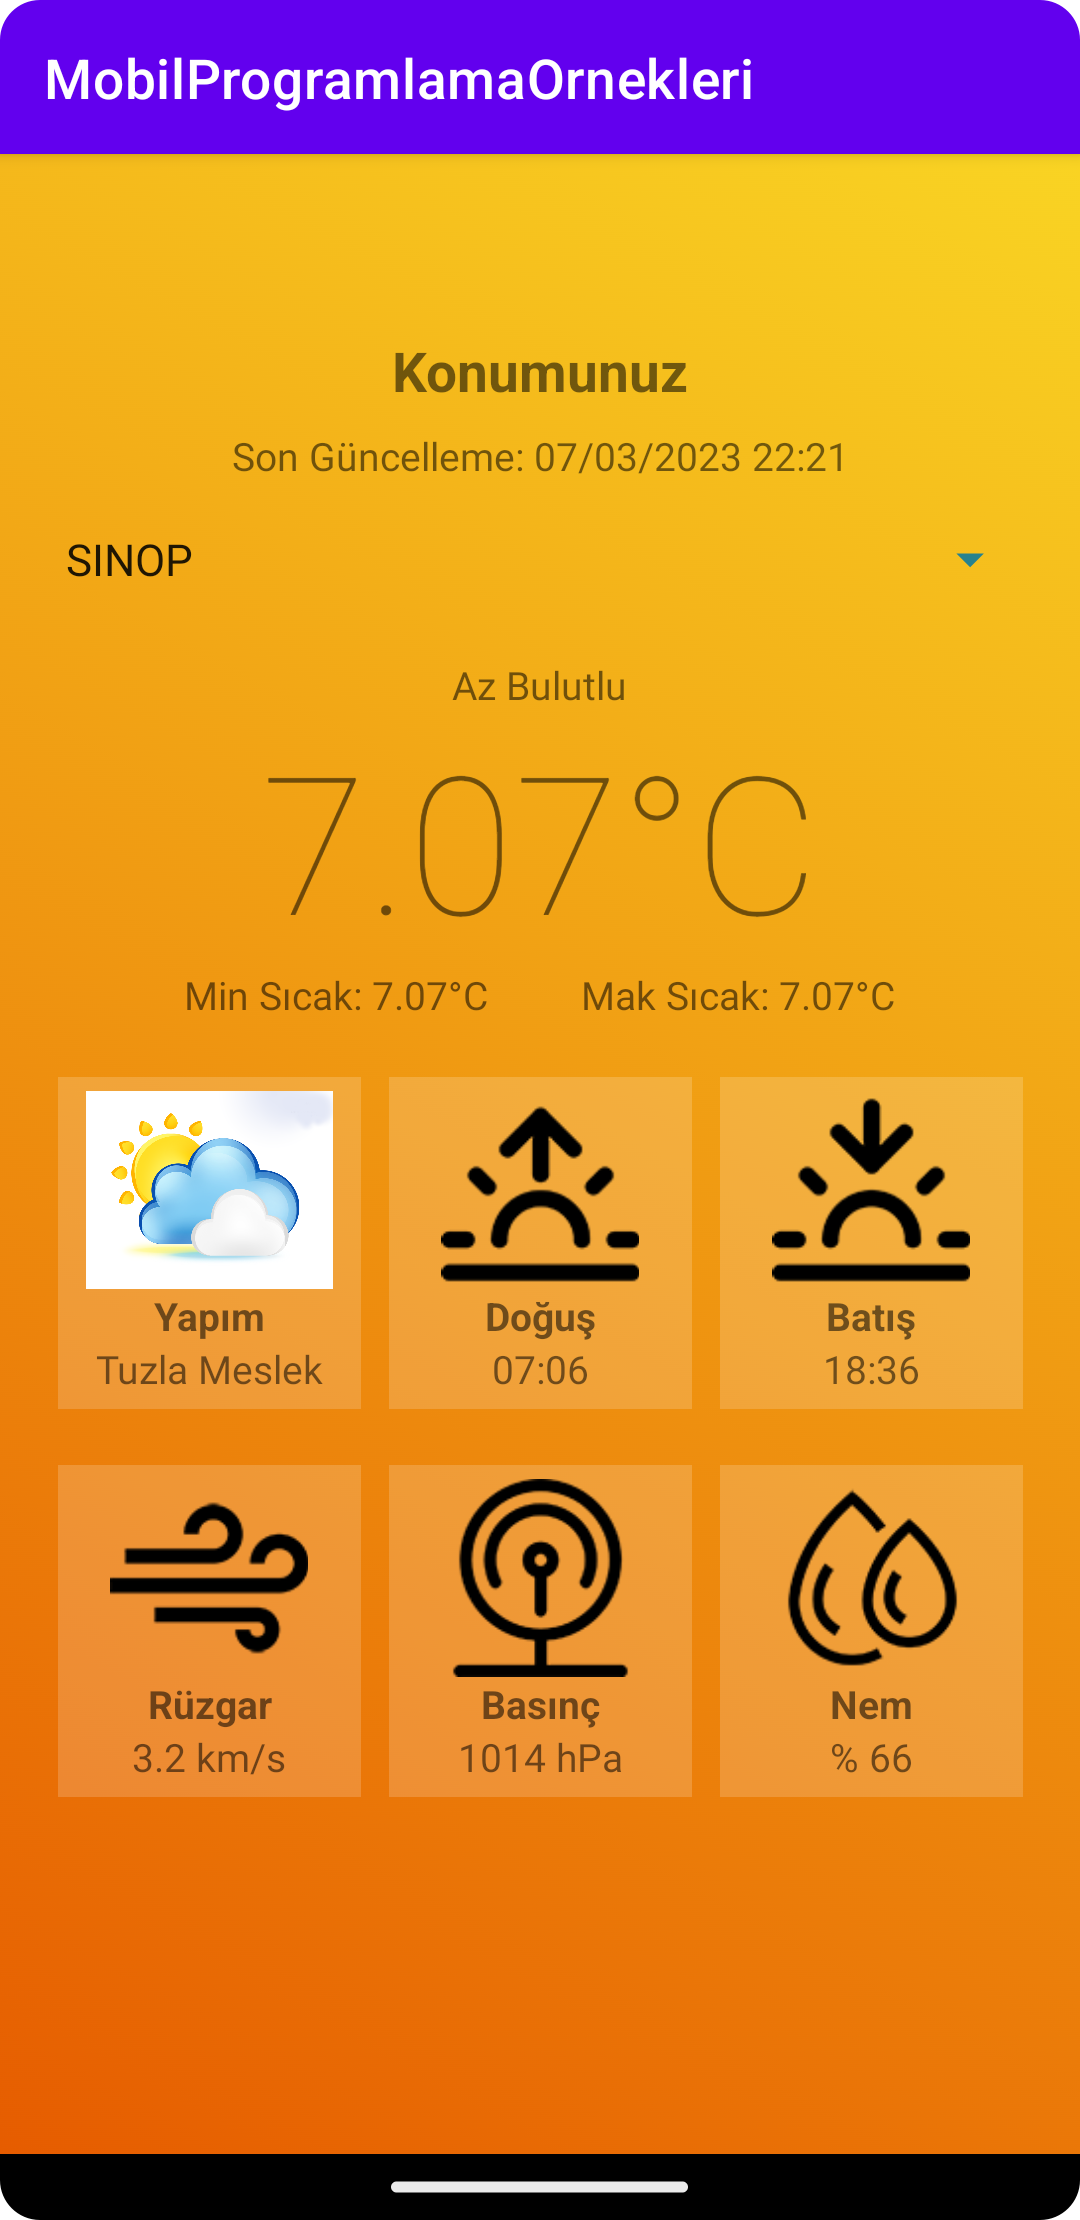 MobilProgramlamaOrnekleri
Konumunuz
Son Güncelleme: 07/03/2023 22:21
SINOP
Az Bulutlu
7.07°C
Min Sıcak: 7.07°C Mak Sıcak: 7.07°C
Yapım Doğuş Batış
Tuzla Meslek 07:06 18:36
Rüzgar Basınç Nem
3.2 km/s 1014 hPa % 66